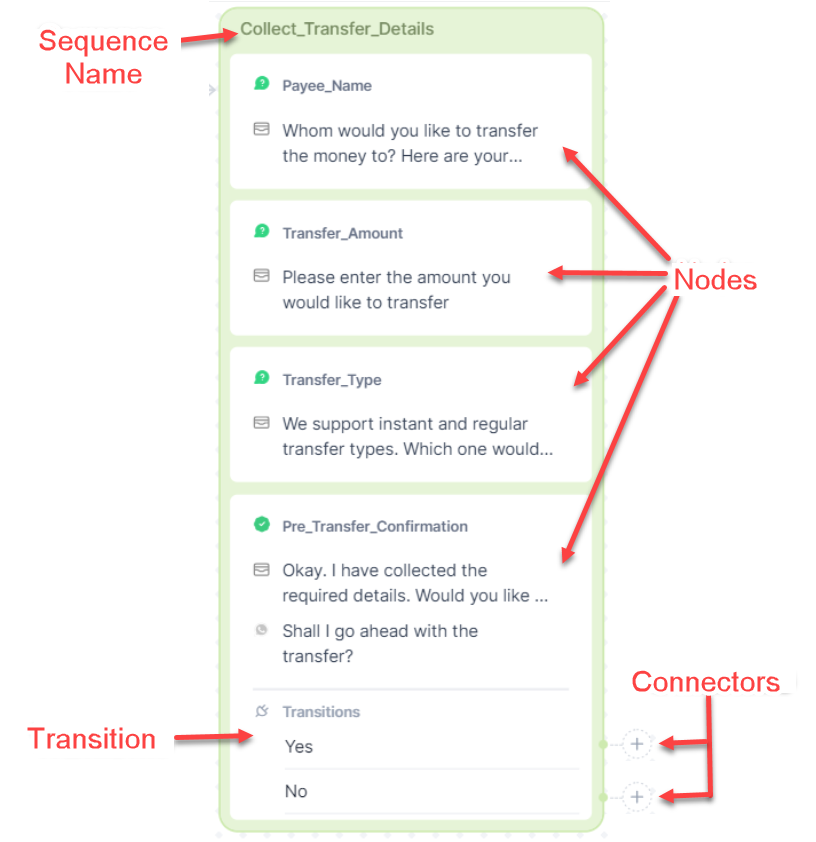 Sequence
Name
Collect_Transfer_Details
Payee_Name
Whom would you like to transfer
the money to? Here are your...
Transfer_Amount
Please enter the amount you
would like to transfer
Nodes
Transfer_Type
We support instant and regular
transfer types. Which one would...
Pre_Transfer_Confirmation
Okay. I have collected the
required details. Would you like ...
Shall I go ahead with the
transfer?
Connectors
Transition
Transitions
Yes
No